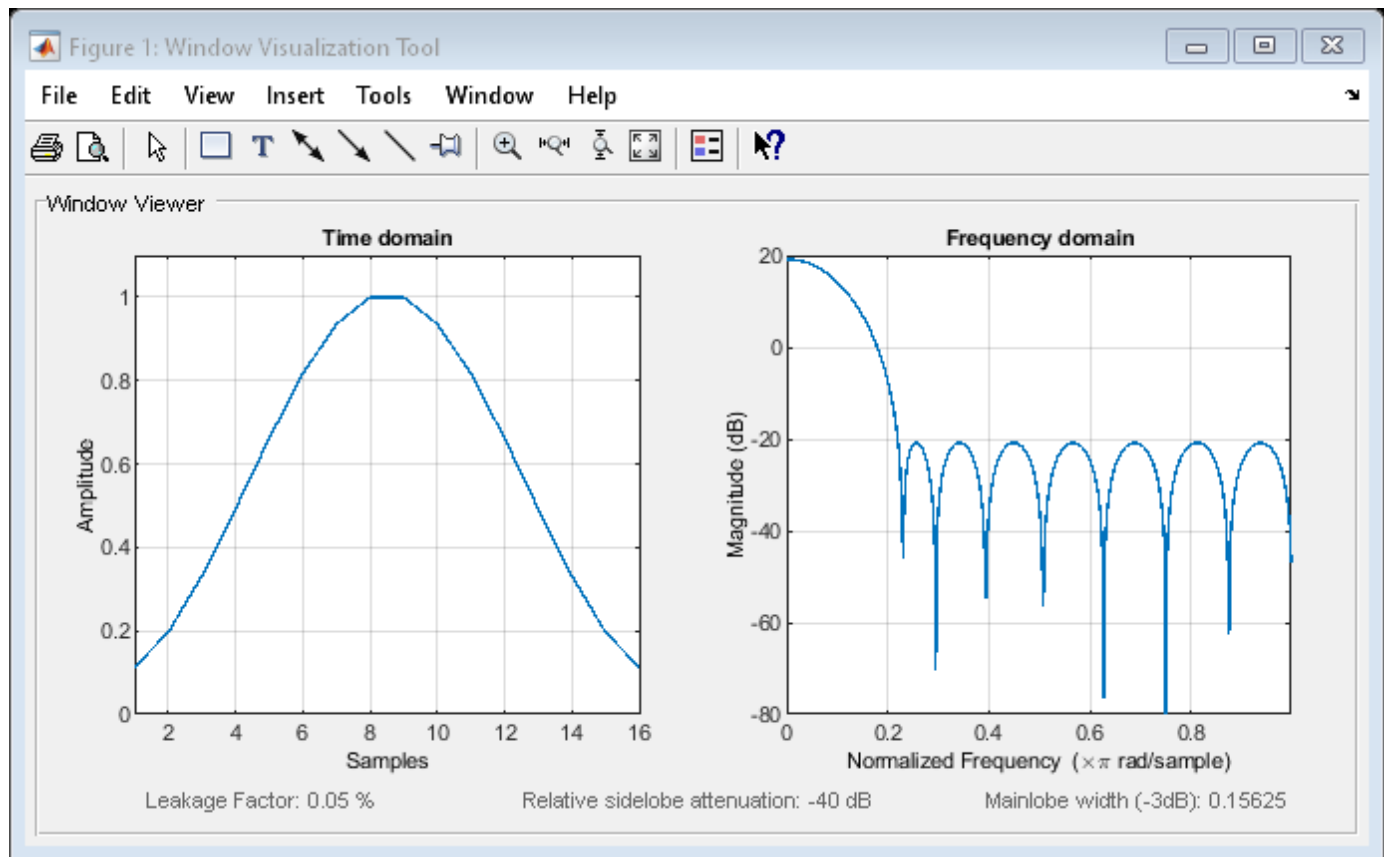 Figure 1: Window Visualization Tool
File Edit View Insert Tools Window Help
T
?
Window Viewer
Time domain
1
0.8
0.6
0.4
0.2
0
Amplitude
2 4 6 8 10 12 14 16
Samples
Frequency domain
20
0
-20
-40
-60
-80
Magnitude (dB)
0 0.2 0.4 0.6 0.8
Normalized Frequency (×π rad/sample)
Leakage Factor: 0.05 % Relative sidelobe attenuation: -40 dB Mainlobe width (-3dB): 0.15625